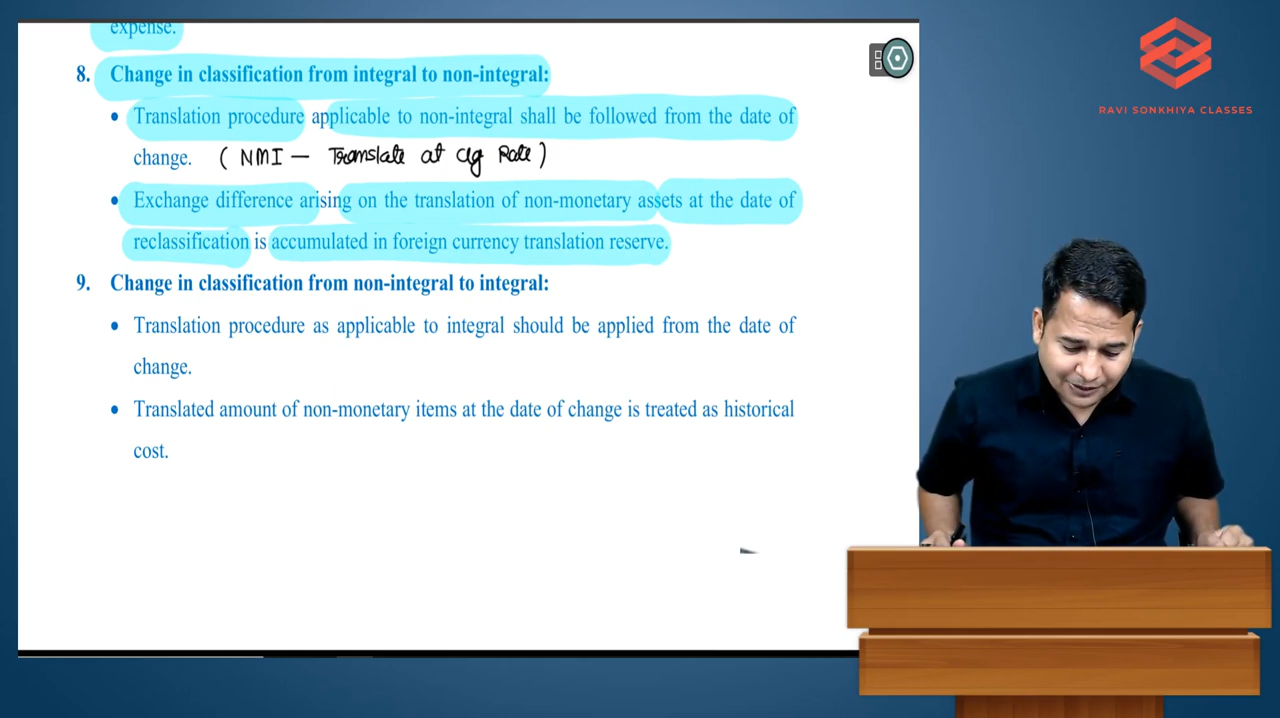 expense.
8. Change in classification from integral to non-integral:
• Translation procedure applicable to non-integral shall be followed from the date of
change. ( NMI — Translate at clg Rate )
• Exchange difference arising on the translation of non-monetary assets at the date of
reclassification is accumulated in foreign currency translation reserve.
9. Change in classification from non-integral to integral:
• Translation procedure as applicable to integral should be applied from the date of
change.
• Translated amount of non-monetary items at the date of change is treated as historical
cost.
RAVI SONKHIYA CLASSES